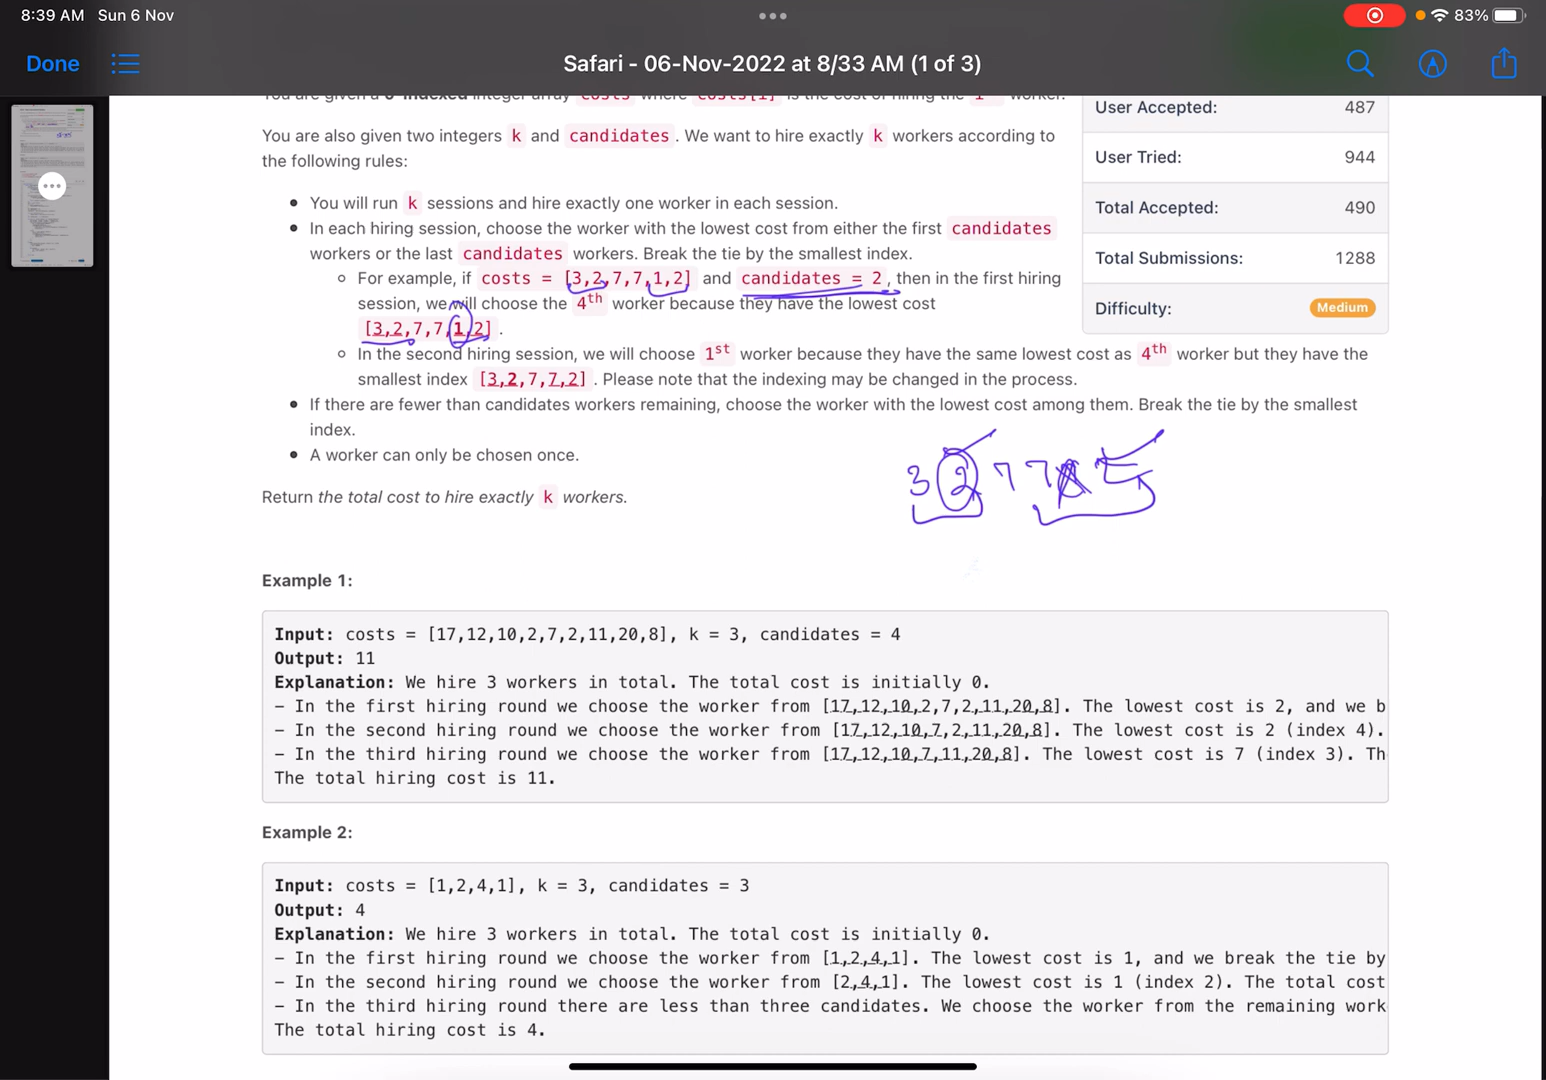 8:39 AM Sun 6 Nov
83%
Done
Safari - 06-Nov-2022 at 8/33 AM (1 of 3)
You are given a 0-indexed integer array costs where costs[i] is the cost of hiring the ith worker.
You are also given two integers k and candidates. We want to hire exactly k workers according to
the following rules:
• You will run k sessions and hire exactly one worker in each session.
• In each hiring session, choose the worker with the lowest cost from either the first candidates
workers or the last candidates workers. Break the tie by the smallest index.
◦ For example, if costs = [3,2,7,7,1,2] and candidates = 2, then in the first hiring
session, we will choose the 4th worker because they have the lowest cost
[3,2,7,7,1,2].
◦ In the second hiring session, we will choose 1st worker because they have the same lowest cost as 4th worker but they have the
smallest index [3,2,7,7,2]. Please note that the indexing may be changed in the process.
• If there are fewer than candidates workers remaining, choose the worker with the lowest cost among them. Break the tie by the smallest
index.
• A worker can only be chosen once.
Return the total cost to hire exactly k workers.
User Accepted: 487
User Tried: 944
Total Accepted: 490
Total Submissions: 1288
Difficulty: Medium
3 2 7 7
Example 1:
Input: costs = [17,12,10,2,7,2,11,20,8], k = 3, candidates = 4
Output: 11
Explanation: We hire 3 workers in total. The total cost is initially 0.
- In the first hiring round we choose the worker from [17,12,10,2,7,2,11,20,8]. The lowest cost is 2, and we b
- In the second hiring round we choose the worker from [17,12,10,7,2,11,20,8]. The lowest cost is 2 (index 4).
- In the third hiring round we choose the worker from [17,12,10,7,11,20,8]. The lowest cost is 7 (index 3). Th
The total hiring cost is 11.
Example 2:
Input: costs = [1,2,4,1], k = 3, candidates = 3
Output: 4
Explanation: We hire 3 workers in total. The total cost is initially 0.
- In the first hiring round we choose the worker from [1,2,4,1]. The lowest cost is 1, and we break the tie by
- In the second hiring round we choose the worker from [2,4,1]. The lowest cost is 1 (index 2). The total cost
- In the third hiring round there are less than three candidates. We choose the worker from the remaining work
The total hiring cost is 4.